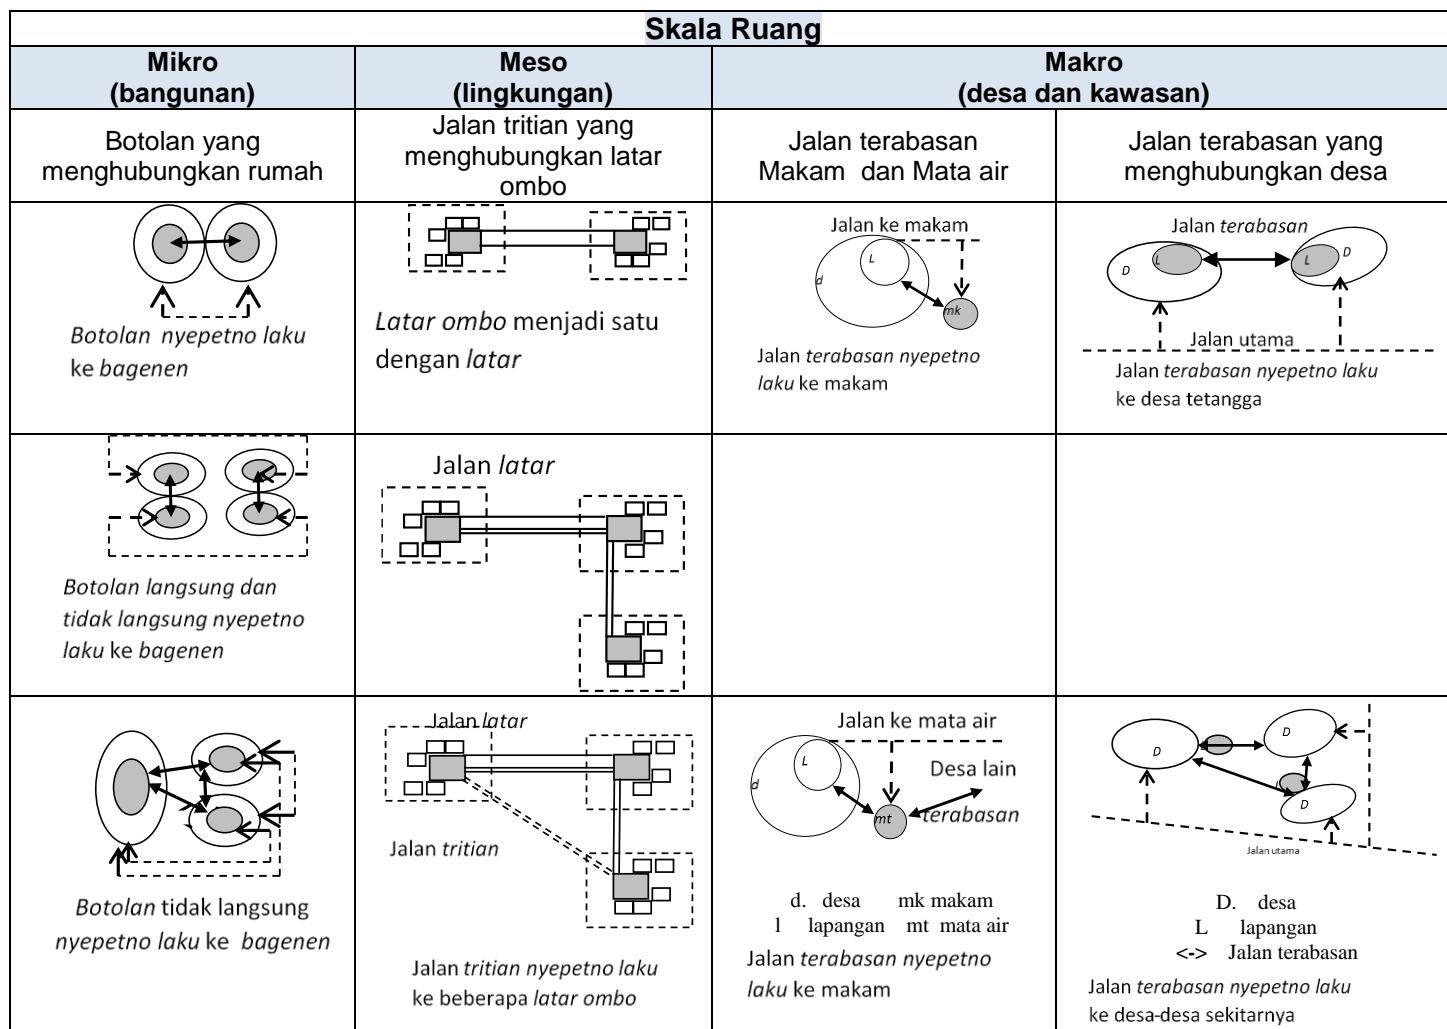 Skala Ruang
Mikro
(bangunan)
Meso
(lingkungan)
Makro
(desa dan kawasan)
Botolan yang
menghubungkan rumah
Jalan tritian yang
menghubungkan latar
ombo
Jalan terabasan
Makam dan Mata air
Jalan terabasan yang
menghubungkan desa
Botolan nyepetno laku
ke bagenen
Latar ombo menjadi satu
dengan latar
Jalan ke makam
L
d
mk
Jalan terabasan nyepetno
laku ke makam
Jalan terabasan
D
L
L
D
Jalan utama
Jalan terabasan nyepetno laku
ke desa tetangga
Botolan langsung dan
tidak langsung nyepetno
laku ke bagenen
Jalan latar
Botolan tidak langsung
nyepetno laku ke bagenen
Jalan latar
Jalan tritian
Jalan tritian nyepetno laku
ke beberapa latar ombo
Jalan ke mata air
L
d
Desa lain
mt
terabasan
d. desa mk makam
l lapangan mt mata air
Jalan terabasan nyepetno
laku ke makam
D
D
D
Jalan utama
D. desa
L lapangan
<-> Jalan terabasan
Jalan terabasan nyepetno laku
ke desa-desa sekitarnya